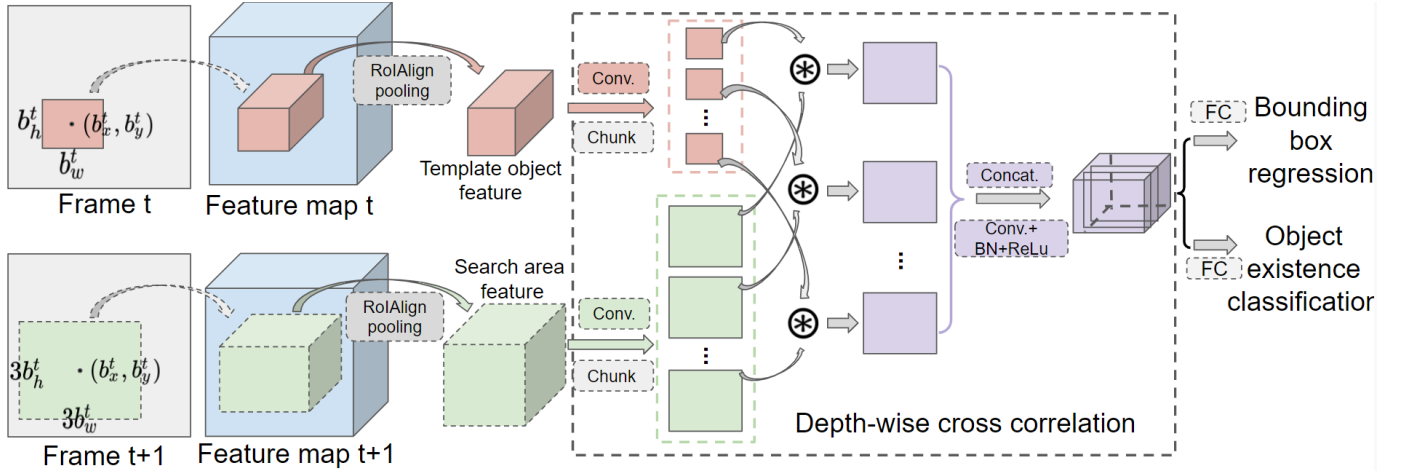 b_h^t
· (b_x^t, b_y^t)
b_w^t
Frame t
Feature map t
RoIAlign
pooling
Template object
feature
Conv.
Chunk
3b_h^t
· (b_x^t, b_y^t)
3b_w^t
Frame t+1
Feature map t+1
RoIAlign
pooling
Search area
feature
Conv.
Chunk
...
...
...
Concat.
Conv.+
BN+ReLu
Depth-wise cross correlation
FC
Bounding
box
regression
FC
Object
existence
classification